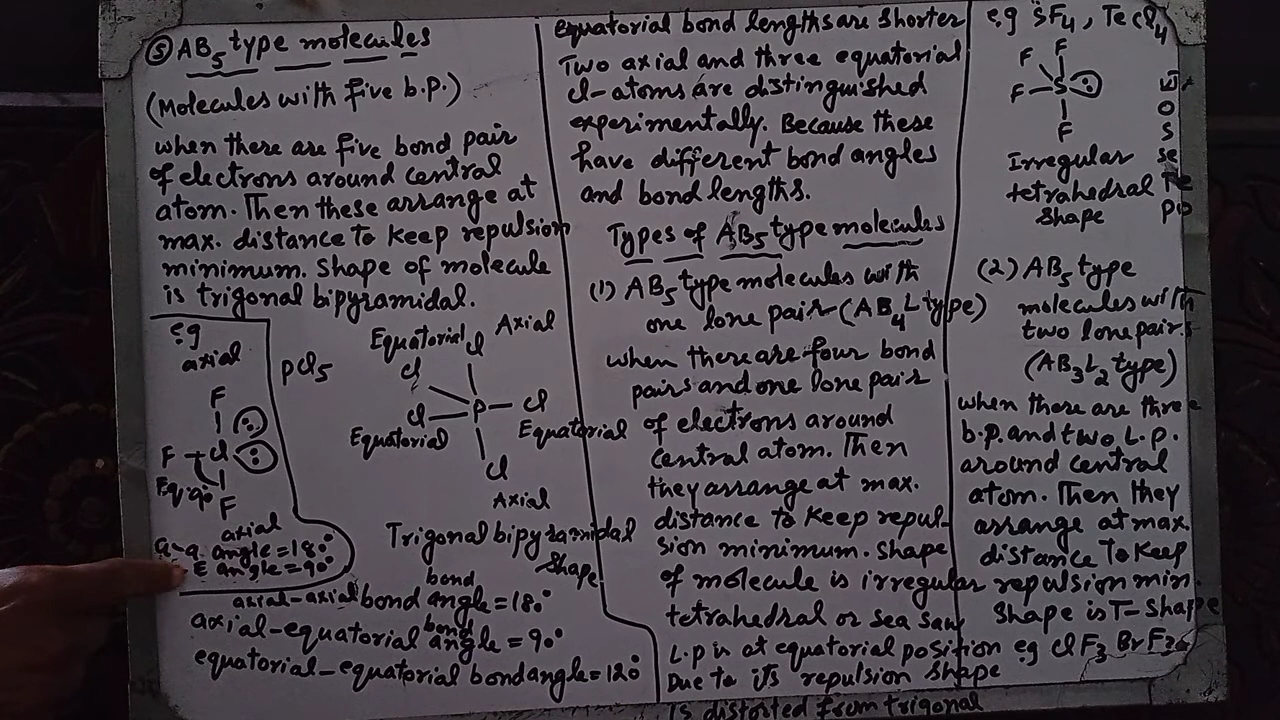 ⑤ AB5 type molecules
(Molecules with five b.p.)
when there are five bond pair
of electrons around central
atom. Then these arrange at
max. distance to keep repulsion
minimum. Shape of molecule
is trigonal bipyramidal.
e.g
axial
F
F Cl
Eq. 90°
F
axial
a-a angle = 180°
E angle = 90°
PCl5
Equatorial Cl Axial
Cl
Cl P Cl
Equatorial Equatorial
Cl
Axial
Trigonal bipyramidal
Shape
axial-axial bond angle = 180°
axial-equatorial bond angle = 90°
equatorial-equatorial bond angle = 120°
Equatorial bond lengths are shorter
Two axial and three equatorial
Cl-atoms are distinguished
experimentally. Because these
have different bond angles
and bond lengths.
Types of AB5 type molecules
(1) AB5 type molecules with
one lone pair (AB4L type)
when there are four bond
pairs and one lone pair
of electrons around
central atom. Then
they arrange at max.
distance to keep repul-
sion minimum. Shape
of molecule is irregular
tetrahedral or sea saw
L.p is at equatorial position
Due to its repulsion shape
is distorted from trigonal
e.g SF4, TeCl4
F
F
F S
F
Irregular
tetrahedral
Shape
O
S
Se
Te
Po
(2) AB5 type
molecules with
two lone pairs
(AB3L2 type)
when there are three
b.p. and two L.p.
around central
atom. Then they
arrange at max.
distance to keep
repulsion min.
Shape is T-Shape
e.g ClF3 BrF3